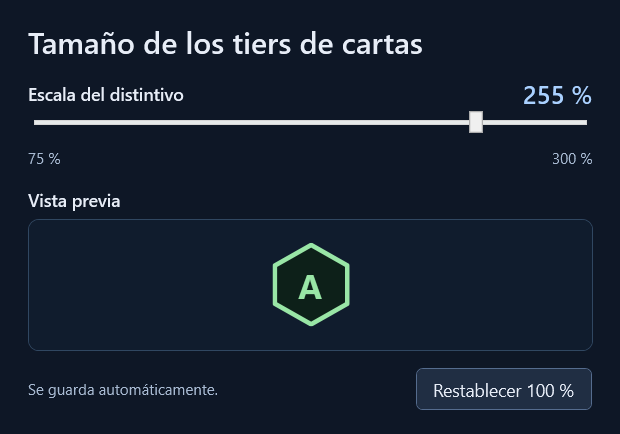 Tamaño de los tiers de cartas
Escala del distintivo
255 %
75 %
300 %
Vista previa
A
Se guarda automáticamente.
Restablecer 100 %